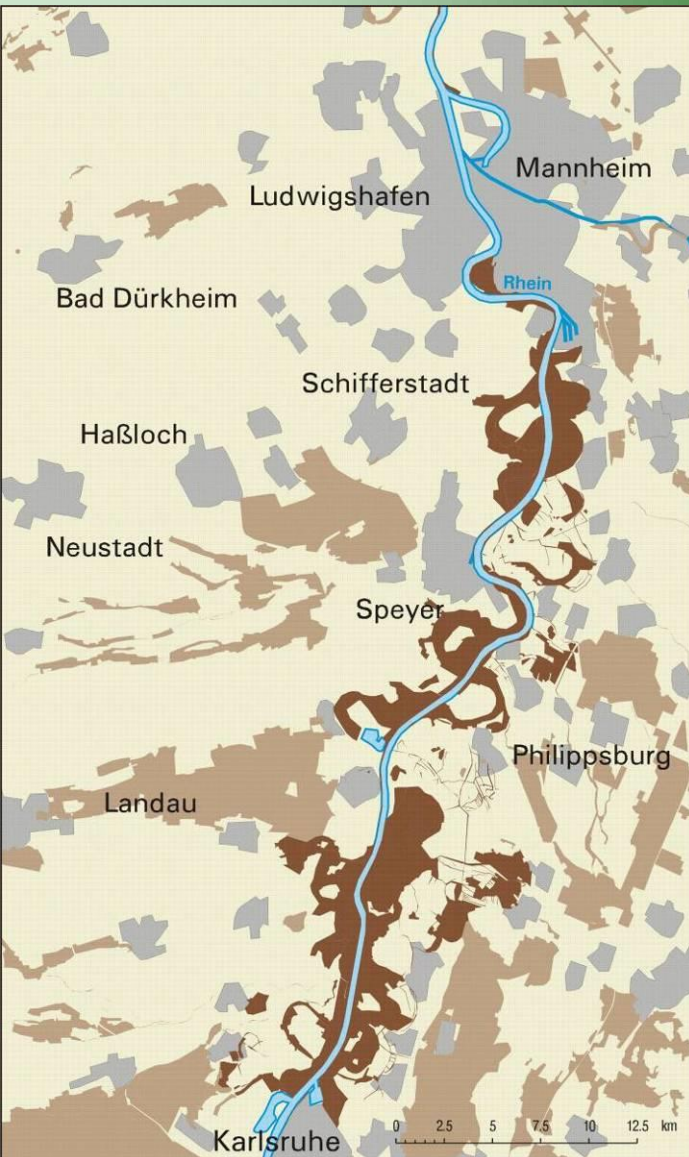 Mannheim
Ludwigshafen
Rhein
Bad Dürkheim
Schifferstadt
Haßloch
Neustadt
Speyer
Philippsburg
Landau
0 2.5 5 7.5 10 12.5 km
Karlsruhe